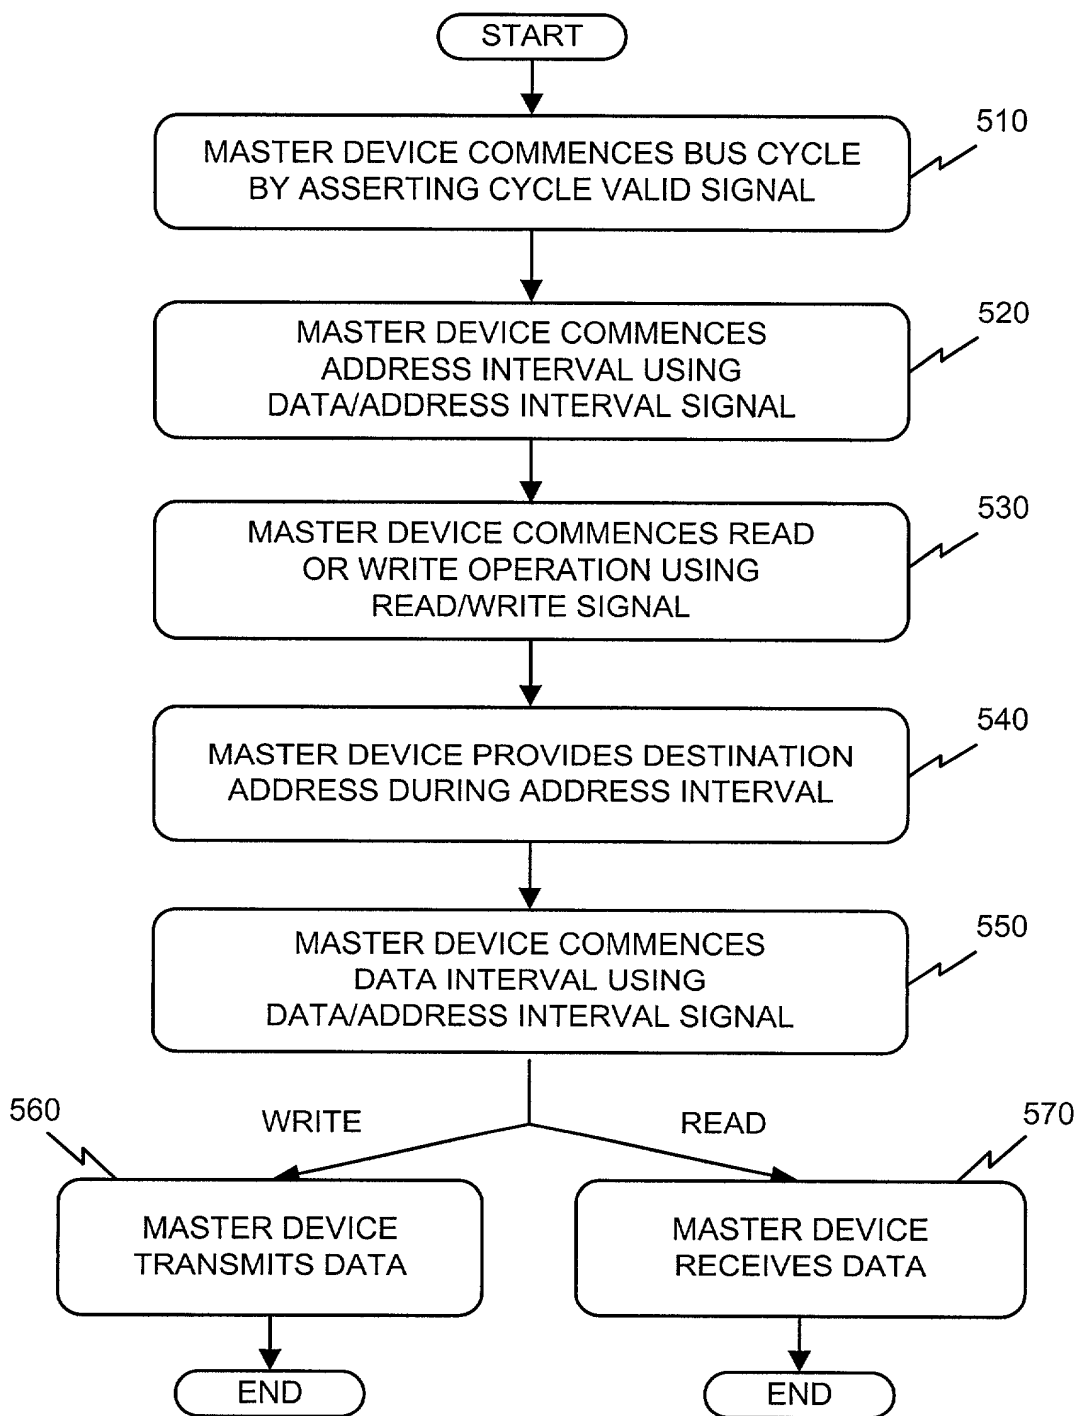 START
510
MASTER DEVICE COMMENCES BUS CYCLE
BY ASSERTING CYCLE VALID SIGNAL
520
MASTER DEVICE COMMENCES
ADDRESS INTERVAL USING
DATA/ADDRESS INTERVAL SIGNAL
530
MASTER DEVICE COMMENCES READ
OR WRITE OPERATION USING
READ/WRITE SIGNAL
540
MASTER DEVICE PROVIDES DESTINATION
ADDRESS DURING ADDRESS INTERVAL
550
MASTER DEVICE COMMENCES
DATA INTERVAL USING
DATA/ADDRESS INTERVAL SIGNAL
560
WRITE
READ
570
MASTER DEVICE
TRANSMITS DATA
MASTER DEVICE
RECEIVES DATA
END
END